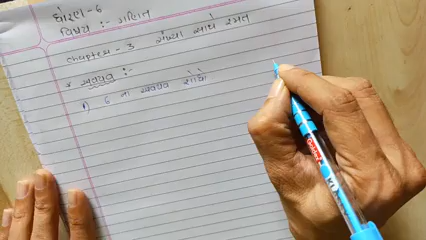 ધોરણ - 6
વિષય :- ગણિત
chapter - 3 સંખ્યા સાથે રમત
* અવયવ :-
1) 6 ના અવયવ શોધો